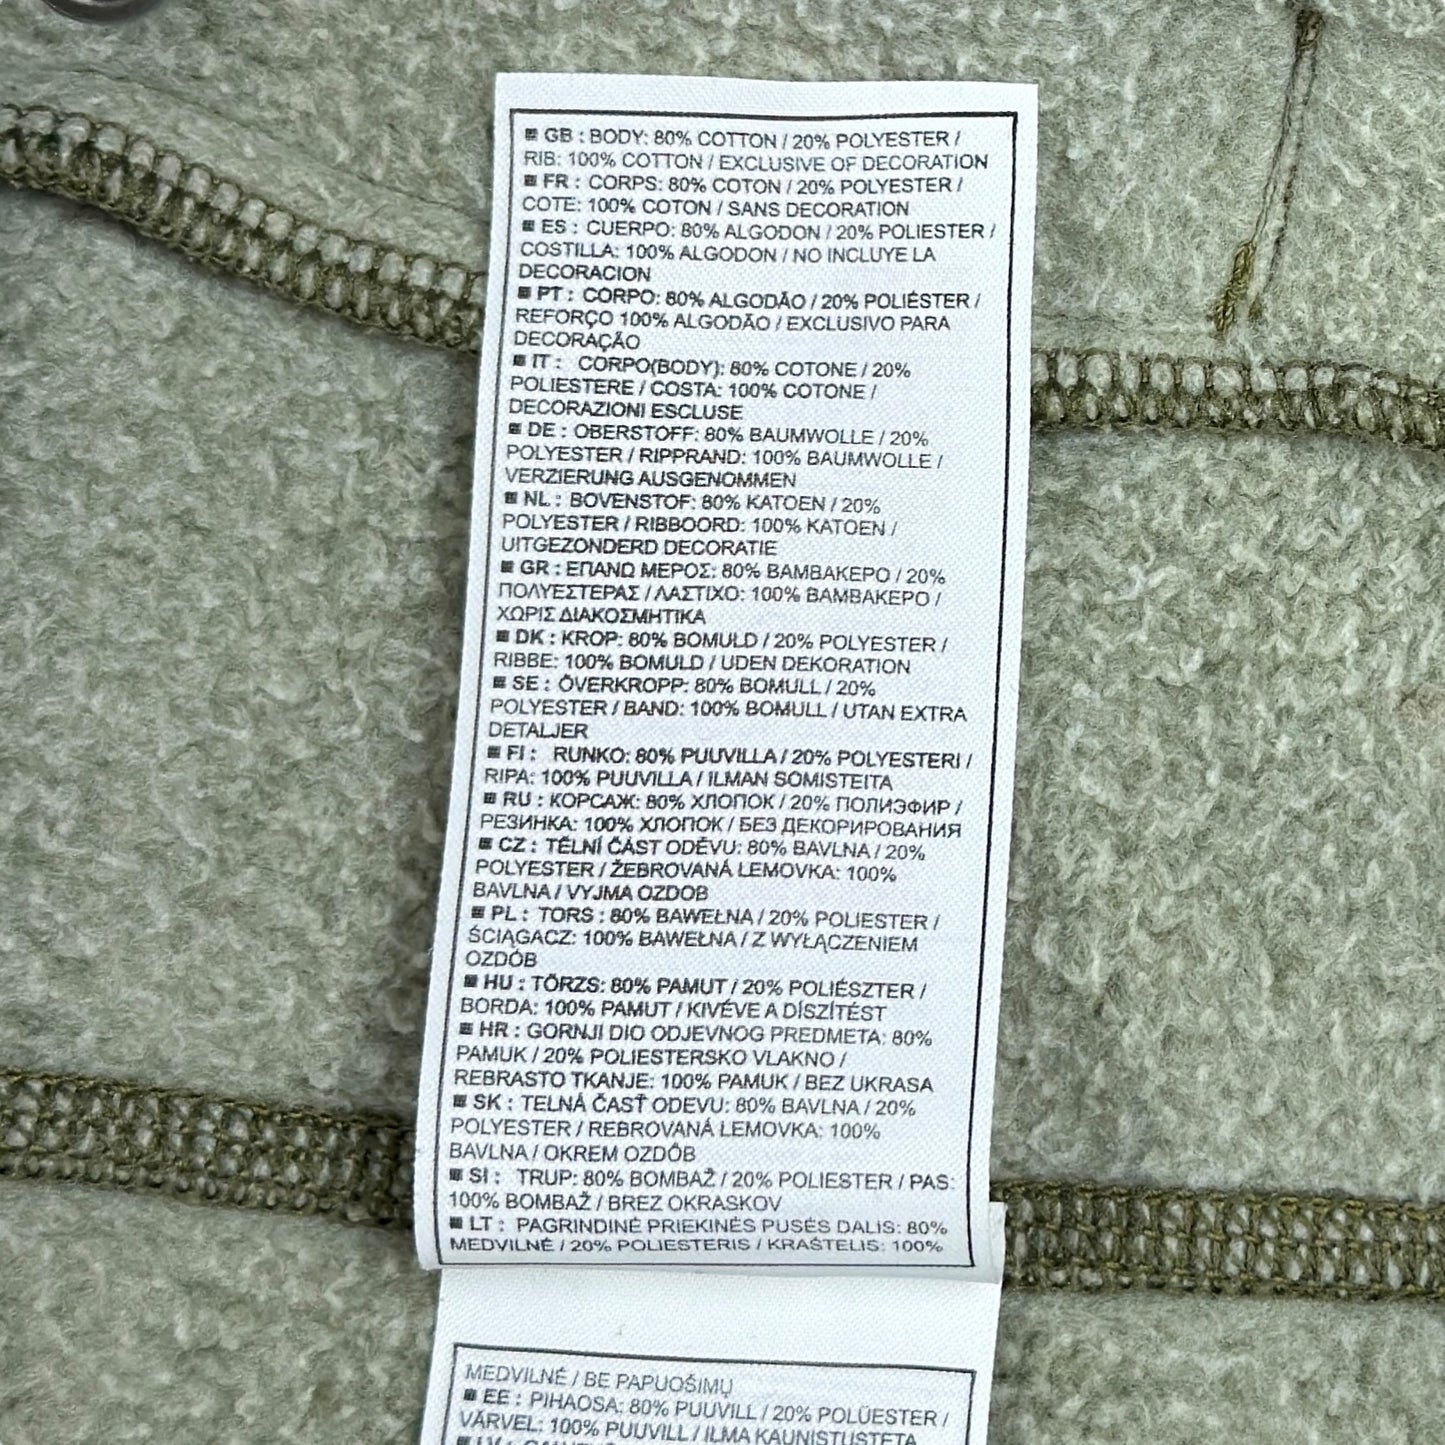 GB : BODY: 80% COTTON / 20% POLYESTER /
RIB: 100% COTTON / EXCLUSIVE OF DECORATION
FR : CORPS: 80% COTON / 20% POLYESTER /
COTE: 100% COTON / SANS DECORATION
ES : CUERPO: 80% ALGODON / 20% POLIESTER /
COSTILLA: 100% ALGODON / NO INCLUYE LA
DECORACION
PT : CORPO: 80% ALGODÃO / 20% POLIÉSTER /
REFORÇO 100% ALGODÃO / EXCLUSIVO PARA
DECORAÇÃO
IT : CORPO(BODY): 80% COTONE / 20%
POLIESTERE / COSTA: 100% COTONE /
DECORAZIONI ESCLUSE
DE : OBERSTOFF: 80% BAUMWOLLE / 20%
POLYESTER / RIPPRAND: 100% BAUMWOLLE /
VERZIERUNG AUSGENOMMEN
NL : BOVENSTOF: 80% KATOEN / 20%
POLYESTER / RIBBOORD: 100% KATOEN /
UITGEZONDERD DECORATIE
GR : ΕΠΑΝΩ ΜΕΡΟΣ: 80% ΒΑΜΒΑΚΕΡΟ / 20%
ΠΟΛΥΕΣΤΕΡΑΣ / ΛΑΣΤΙΧΟ: 100% ΒΑΜΒΑΚΕΡΟ /
ΧΩΡΙΣ ΔΙΑΚΟΣΜΗΤΙΚΑ
DK : KROP: 80% BOMULD / 20% POLYESTER /
RIBBE: 100% BOMULD / UDEN DEKORATION
SE : ÖVERKROPP: 80% BOMULL / 20%
POLYESTER / BAND: 100% BOMULL / UTAN EXTRA
DETALJER
FI : RUNKO: 80% PUUVILLA / 20% POLYESTERI /
RIPA: 100% PUUVILLA / ILMAN SOMISTEITA
RU : КОРСАЖ: 80% ХЛОПОК / 20% ПОЛИЭФИР /
РЕЗИНКА: 100% ХЛОПОК / БЕЗ ДЕКОРИРОВАНИЯ
CZ : TĚLNÍ ČÁST ODĚVU: 80% BAVLNA / 20%
POLYESTER / ŽEBROVANÁ LEMOVKA: 100%
BAVLNA / VYJMA OZDOB
PL : TORS : 80% BAWEŁNA / 20% POLIESTER /
ŚCIĄGACZ: 100% BAWEŁNA / Z WYŁĄCZENIEM
OZDÓB
HU : TÖRZS: 80% PAMUT / 20% POLIÉSZTER /
BORDA: 100% PAMUT / KIVÉVE A DÍSZÍTÉST
HR : GORNJI DIO ODJEVNOG PREDMETA: 80%
PAMUK / 20% POLIESTERSKO VLAKNO /
REBRASTO TKANJE: 100% PAMUK / BEZ UKRASA
SK : TELNÁ ČASŤ ODEVU: 80% BAVLNA / 20%
POLYESTER / REBROVANÁ LEMOVKA: 100%
BAVLNA / OKREM OZDÔB
SI : TRUP: 80% BOMBAŽ / 20% POLIESTER / PAS:
100% BOMBAŽ / BREZ OKRASKOV
LT : PAGRINDINĖ PRIEKINĖS PUSĖS DALIS: 80%
MEDVILNĖ / 20% POLIESTERIS / KRAŠTELIS: 100%
MEDVILNĖ / BE PAPUOŠIMŲ
EE : PIHAOSA: 80% PUUVILL / 20% POLÜESTER /
VÄRVEL: 100% PUUVILL / ILMA KAUNISTUSTETA